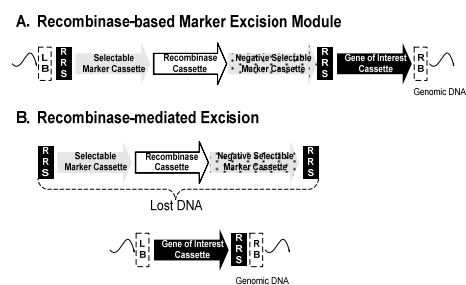 A. Recombinase-based Marker Excision Module
L
B
R
R
S
Selectable
Marker Cassette
Recombinase
Cassette
Negative Selectable
Marker Cassette
R
R
S
Gene of Interest
Cassette
R
B
Genomic DNA
B. Recombinase-mediated Excision
R
R
S
Selectable
Marker Cassette
Recombinase
Cassette
Negative Selectable
Marker Cassette
R
R
S
Lost DNA
L
B
Gene of Interest
Cassette
R
R
S
R
B
Genomic DNA